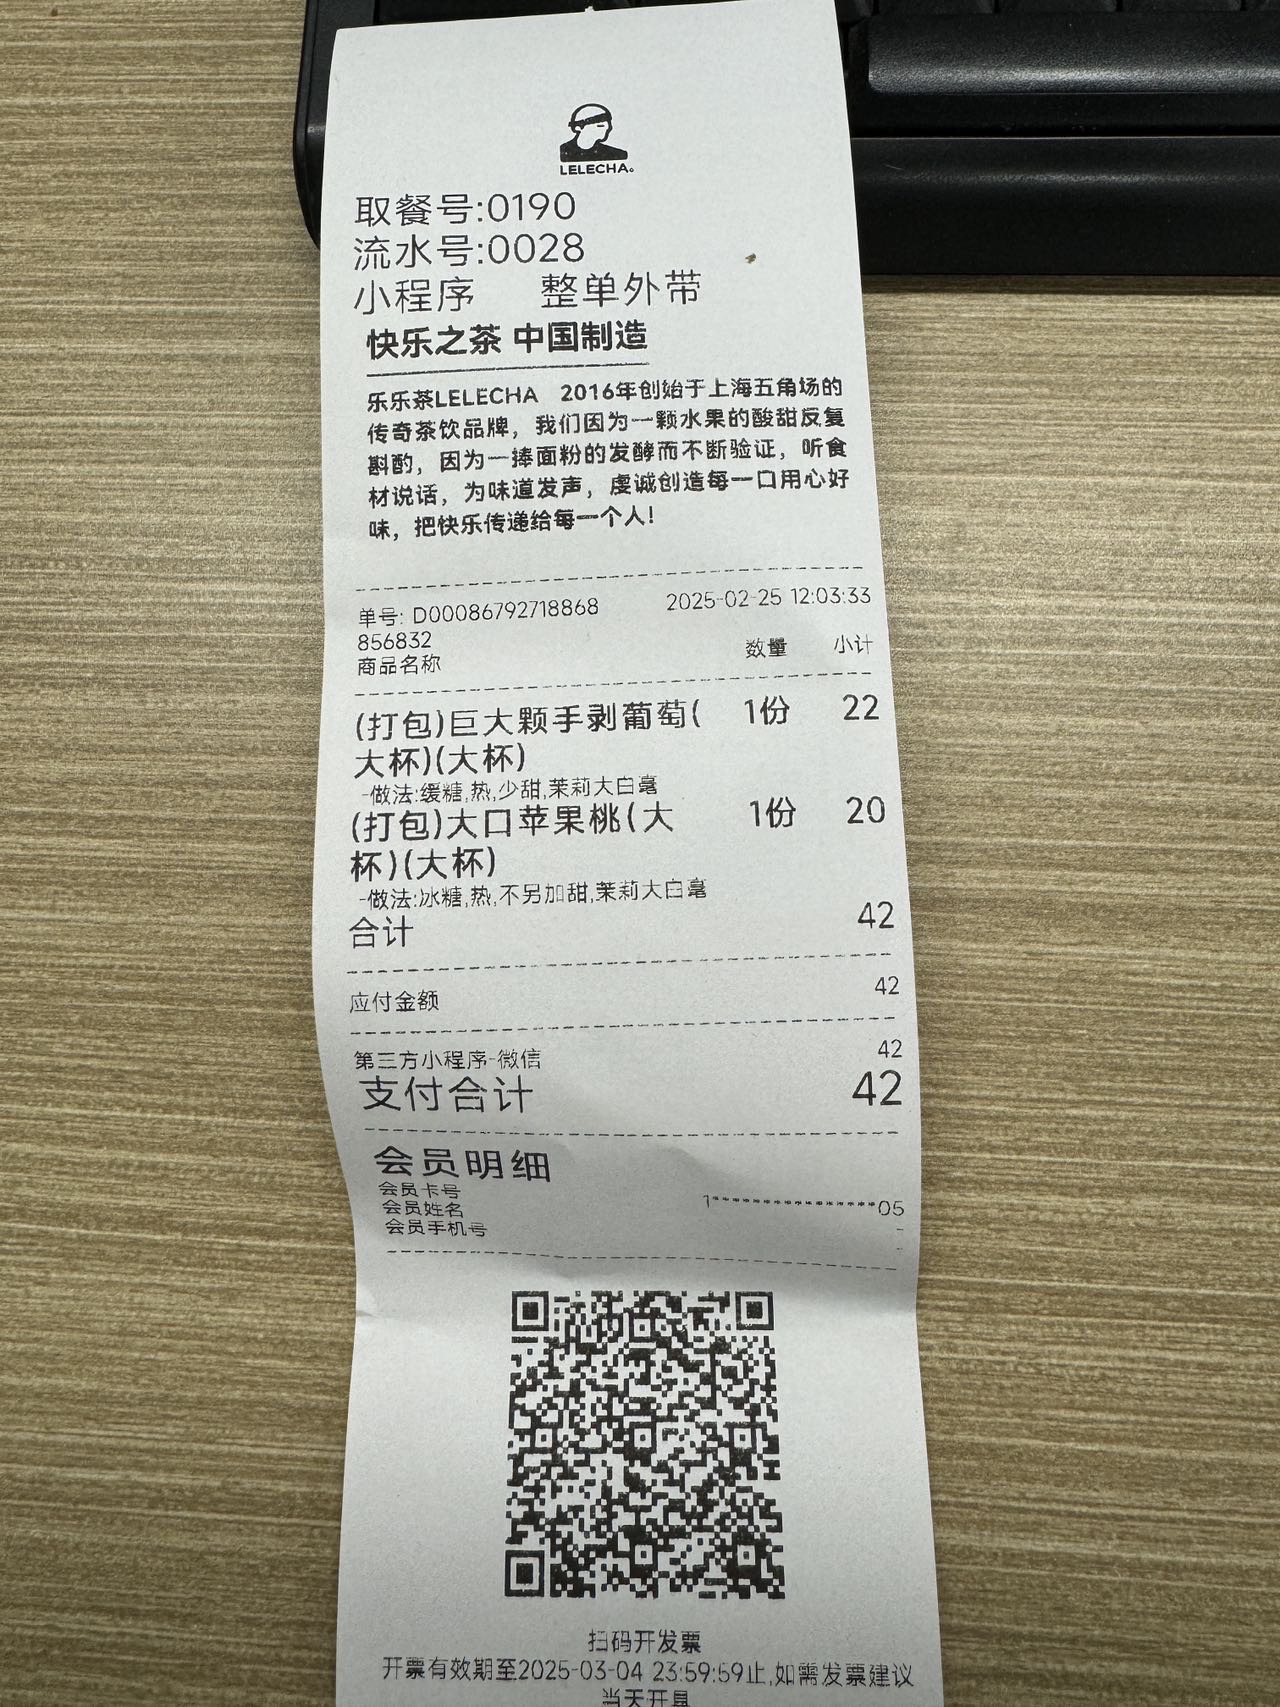 LELECHA。
取餐号:0190
流水号:0028
小程序 整单外带
快乐之茶 中国制造
乐乐茶LELECHA 2016年创始于上海五角场的
传奇茶饮品牌，我们因为一颗水果的酸甜反复
斟酌，因为一捧面粉的发酵而不断验证，听食
材说话，为味道发声，虔诚创造每一口用心好
味，把快乐传递给每一个人！
单号: D00086792718868 2025-02-25 12:03:33
856832
商品名称 数量 小计
(打包)巨大颗手剥葡萄( 1份 22
大杯)(大杯)
-做法:缓糖,热,少甜,茉莉大白毫
(打包)大口苹果桃(大 1份 20
杯)(大杯)
-做法:冰糖,热,不另加甜,茉莉大白毫
合计 42
应付金额 42
第三方小程序-微信 42
支付合计 42
会员明细
会员卡号 1****************05
会员姓名 -
会员手机号 -
扫码开发票
开票有效期至2025-03-04 23:59:59止,如需发票建议
当天开具